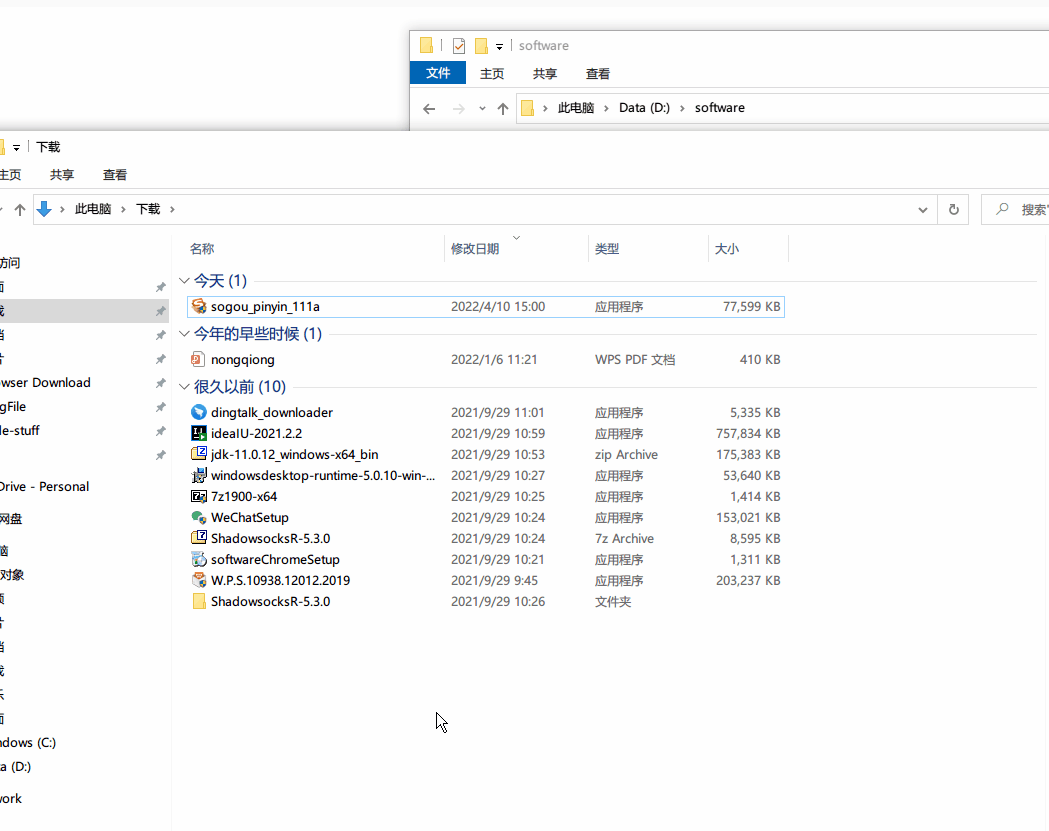 software
文件 主页 共享 查看
此电脑 Data (D:) software
下载
主页 共享 查看
此电脑 下载 搜索"
名称 修改日期 类型 大小
访问
今天 (1)
sogou_pinyin_111a 2022/4/10 15:00 应用程序 77,599 KB
今年的早些时候 (1)
nongqiong 2022/1/6 11:21 WPS PDF 文档 410 KB
wser Download
很久以前 (10)
gFile
dingtalk_downloader 2021/9/29 11:01 应用程序 5,335 KB
le-stuff
ideaIU-2021.2.2 2021/9/29 10:59 应用程序 757,834 KB
jdk-11.0.12_windows-x64_bin 2021/9/29 10:53 zip Archive 175,383 KB
windowsdesktop-runtime-5.0.10-win-... 2021/9/29 10:27 应用程序 53,640 KB
Drive - Personal
7z1900-x64 2021/9/29 10:25 应用程序 1,414 KB
网盘
WeChatSetup 2021/9/29 10:24 应用程序 153,021 KB
ShadowsocksR-5.3.0 2021/9/29 10:24 7z Archive 8,595 KB
脑
softwareChromeSetup 2021/9/29 10:21 应用程序 1,311 KB
对象
W.P.S.10938.12012.2019 2021/9/29 9:45 应用程序 203,237 KB
ShadowsocksR-5.3.0 2021/9/29 10:26 文件夹
ndows (C:)
a (D:)
work